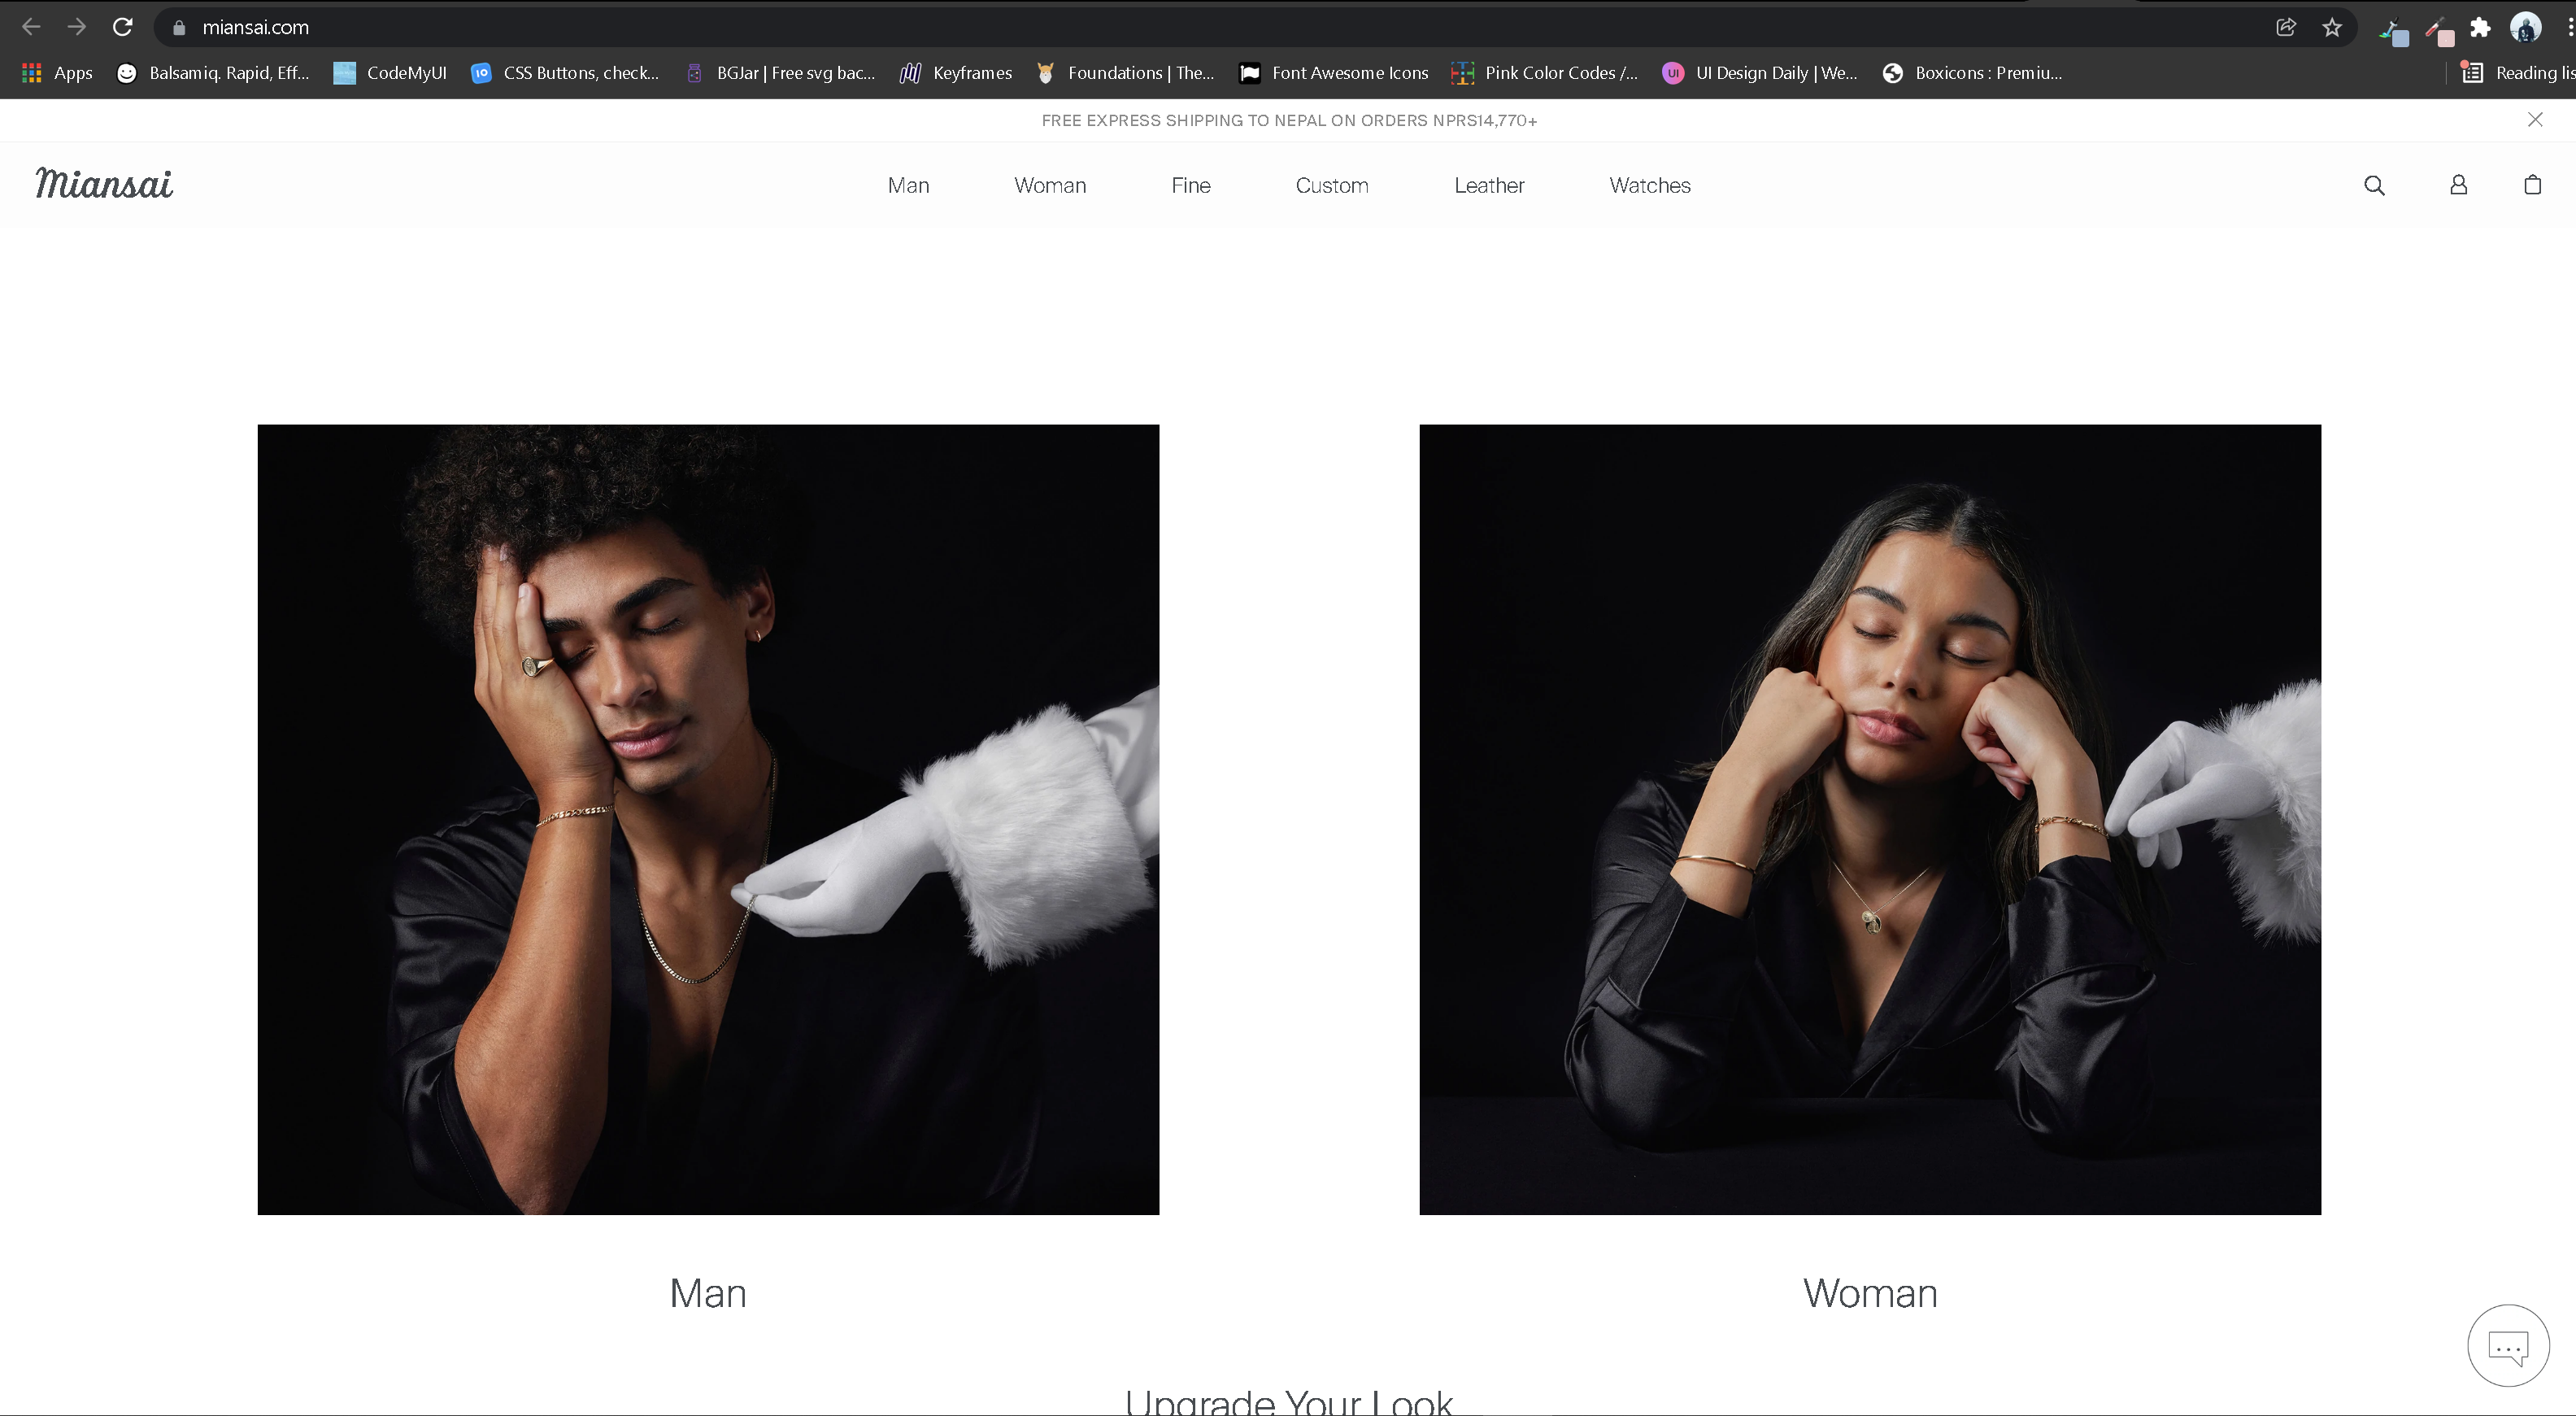 miansai.com
Apps Balsamiq. Rapid, Eff... CodeMyUI CSS Buttons, check... BGJar | Free svg bac... Keyframes Foundations | The... Font Awesome Icons Pink Color Codes /... UI Design Daily | We... Boxicons : Premiu... Reading lis
FREE EXPRESS SHIPPING TO NEPAL ON ORDERS NPRS14,770+
Miansai Man Woman Fine Custom Leather Watches
Man Woman
Upgrade Your Look